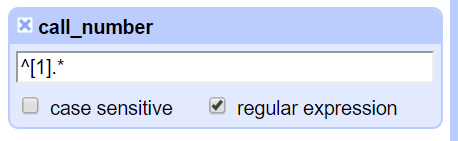 call_number
^[1].*
case sensitive regular expression